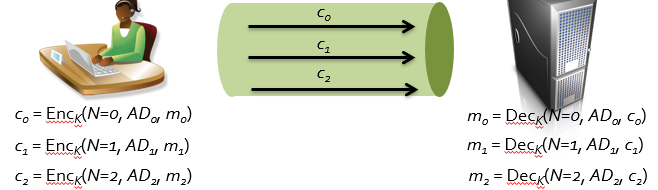 c₀
c₁
c₂
c₀ = Encₖ(N=0, AD₀, m₀)
c₁ = Encₖ(N=1, AD₁, m₁)
c₂ = Encₖ(N=2, AD₂, m₂)
m₀ = Decₖ(N=0, AD₀, c₀)
m₁ = Decₖ(N=1, AD₁, c₁)
m₂ = Decₖ(N=2, AD₂, c₂)